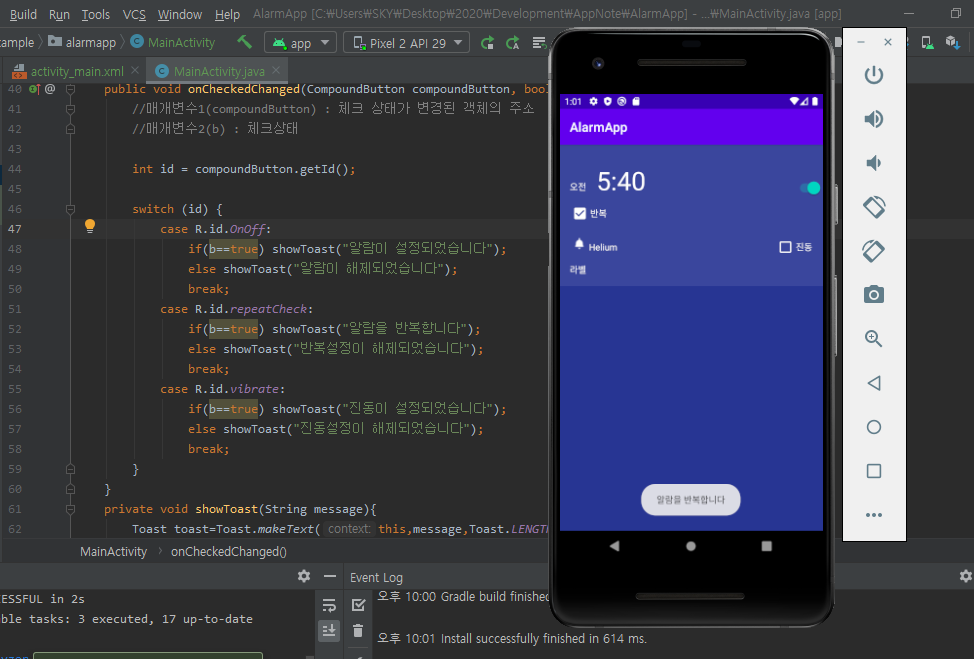 Build Run Tools VCS Window Help AlarmApp [C:₩Users₩SKY₩Desktop₩2020₩Development₩AppNote₩AlarmApp] - ...₩MainActivity.java [app]
ample alarmapp MainActivity app Pixel 2 API 29
activity_main.xml MainActivity.java
40 public void onCheckedChanged(CompoundButton compoundButton, bool
41 //매개변수1(coumpoundButton) : 체크 상태가 변경된 객체의 주소
42 //매개변수2(b) : 체크상태
43
44 int id = compoundButton.getId();
45
46 switch (id) {
47 case R.id.OnOff:
48 if(b==true) showToast("알람이 설정되었습니다");
49 else showToast("알람이 해제되었습니다");
50 break;
51 case R.id.repeatCheck:
52 if(b==true) showToast("알람을 반복합니다");
53 else showToast("반복설정이 해제되었습니다");
54 break;
55 case R.id.vibrate:
56 if(b==true) showToast("진동이 설정되었습니다");
57 else showToast("진동설정이 해제되었습니다");
58 break;
59 }
60 }
61 private void showToast(String message){
62 Toast toast=Toast.makeText( context: this,message,Toast.LENGTH
MainActivity onCheckedChanged()
Event Log
ESSFUL in 2s
ble tasks: 3 executed, 17 up-to-date
오후 10:00 Gradle build finished
오후 10:01 Install successfully finished in 614 ms.
1:01
AlarmApp
오전 5:40
반복
Helium 진동
라벨
알람을 반복합니다